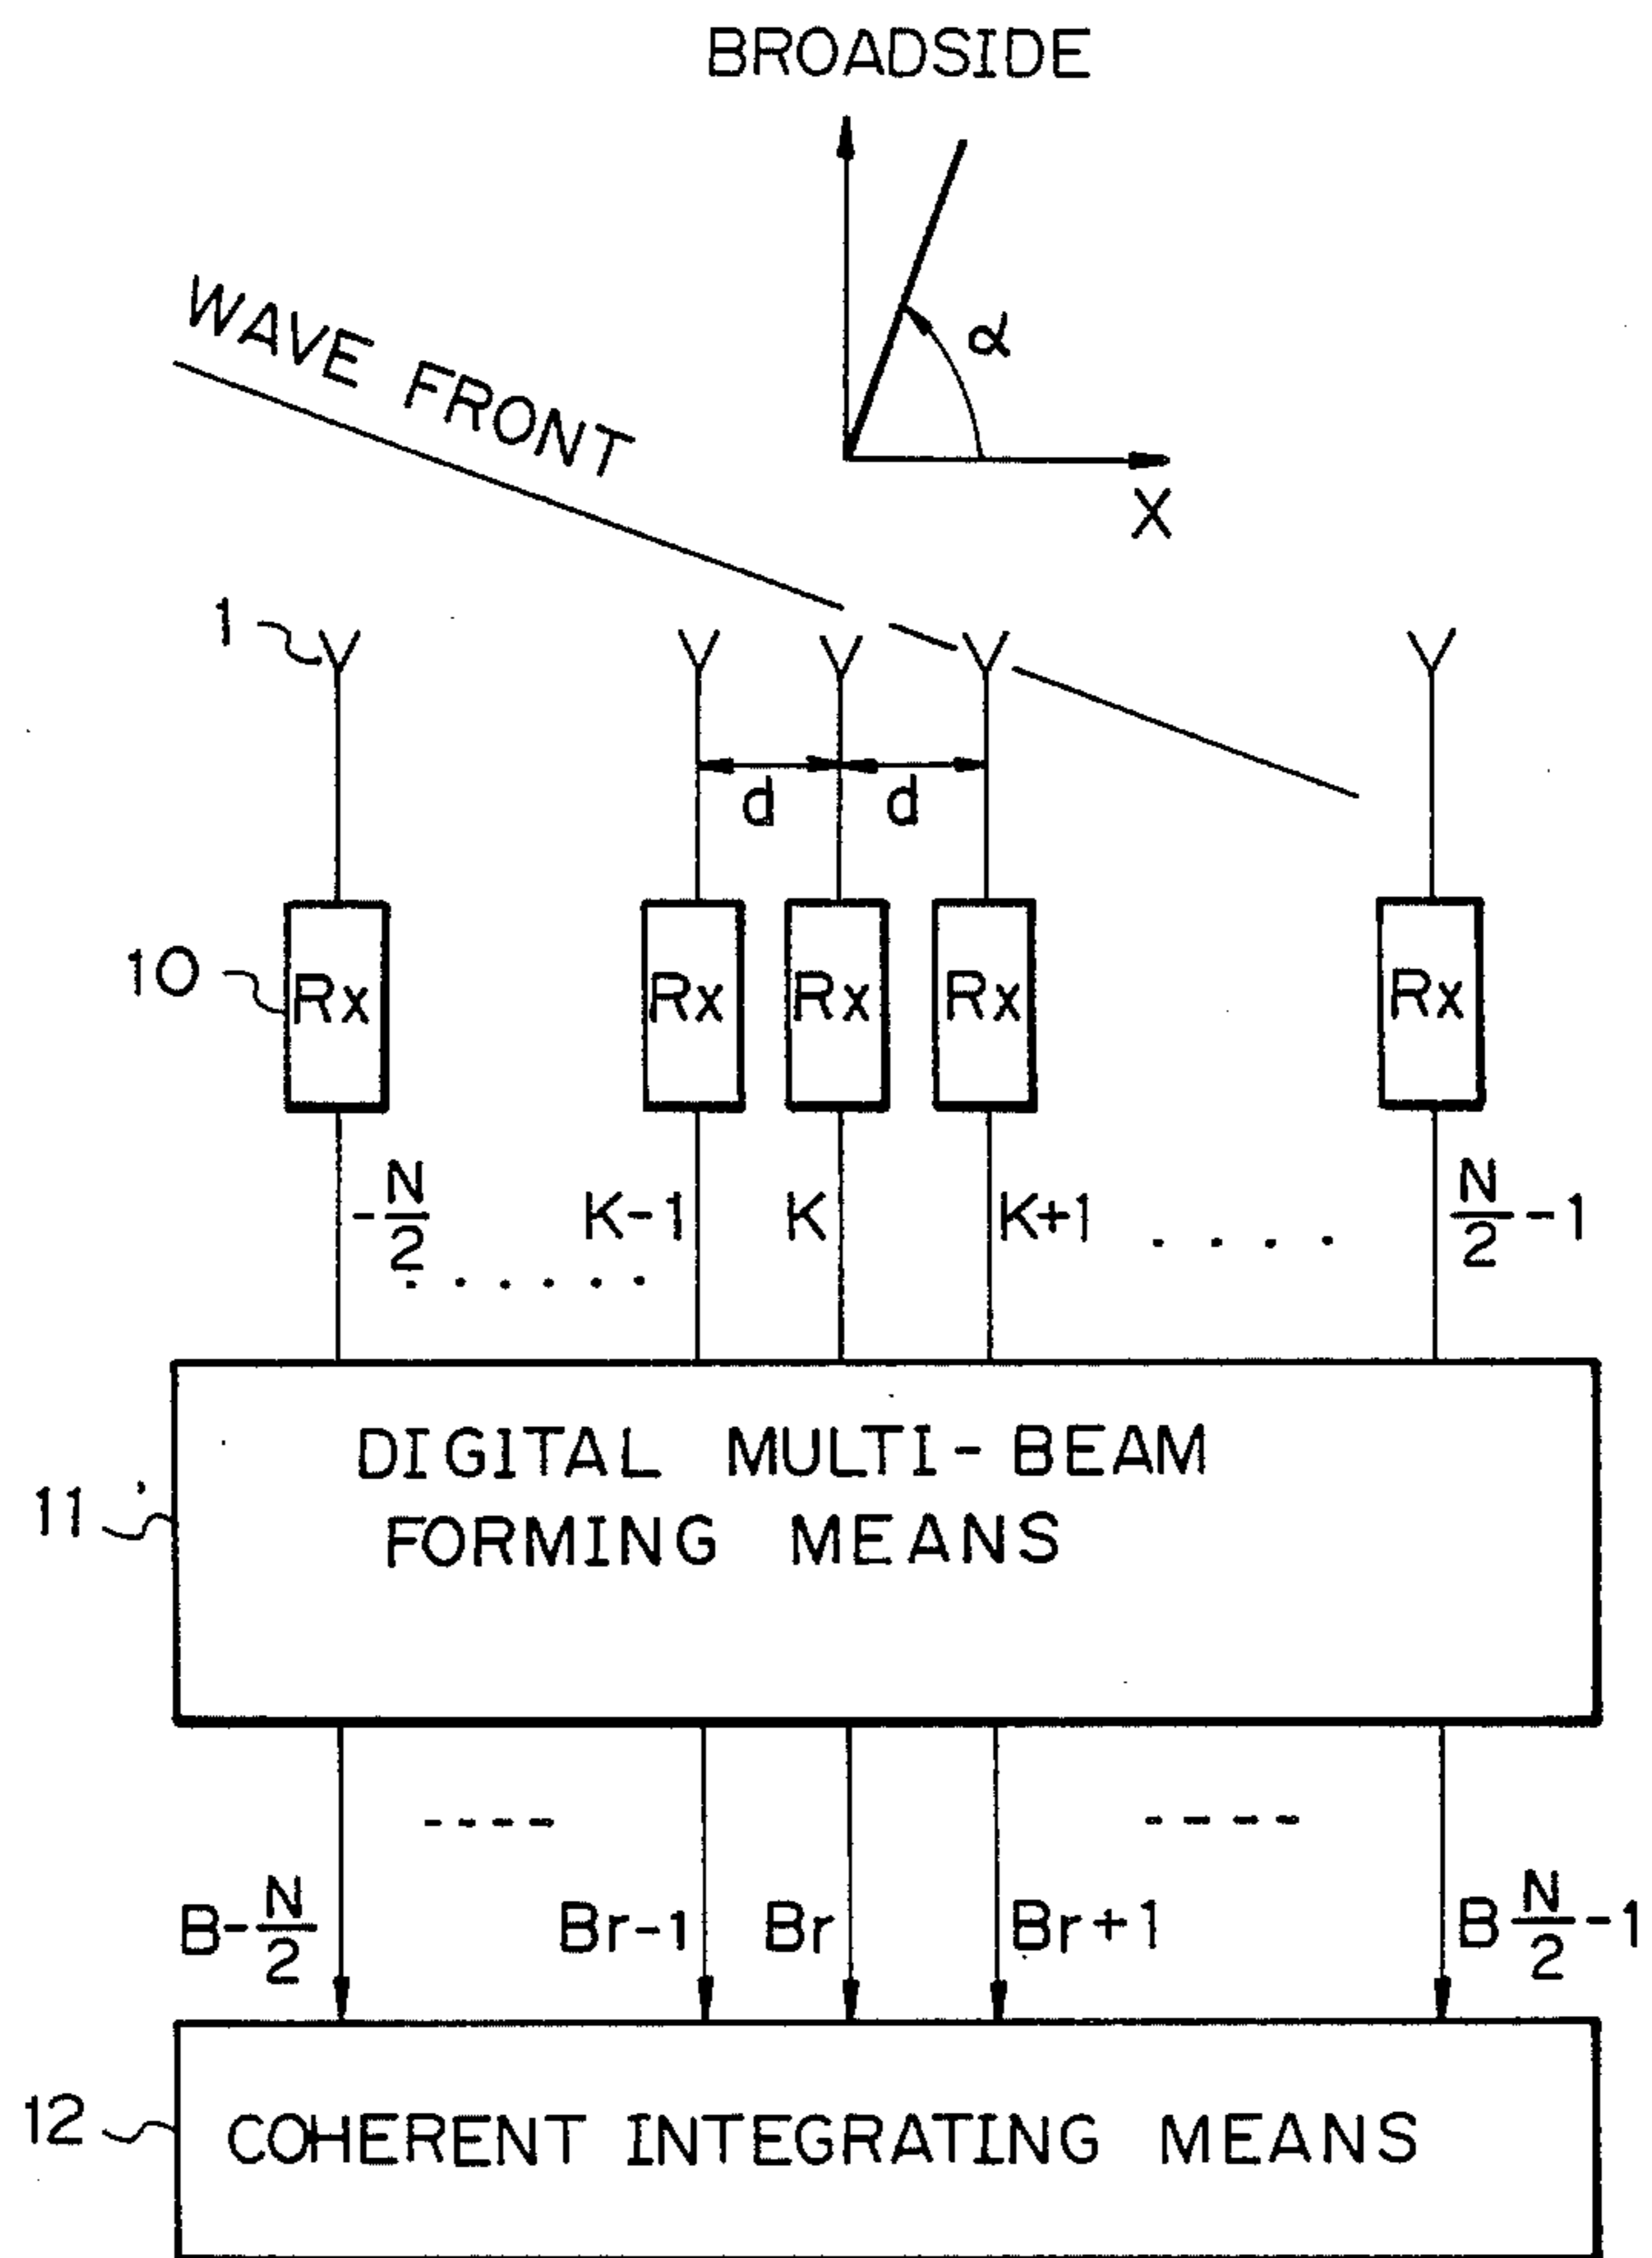 BROADSIDE
α
X
WAVE FRONT
1
d d
10
Rx Rx Rx Rx Rx
-N/2 K-1 K K+1 N/2-1
11
DIGITAL MULTI-BEAM
FORMING MEANS
B-N/2 Br-1 Br Br+1 BN/2-1
12
COHERENT INTEGRATING MEANS